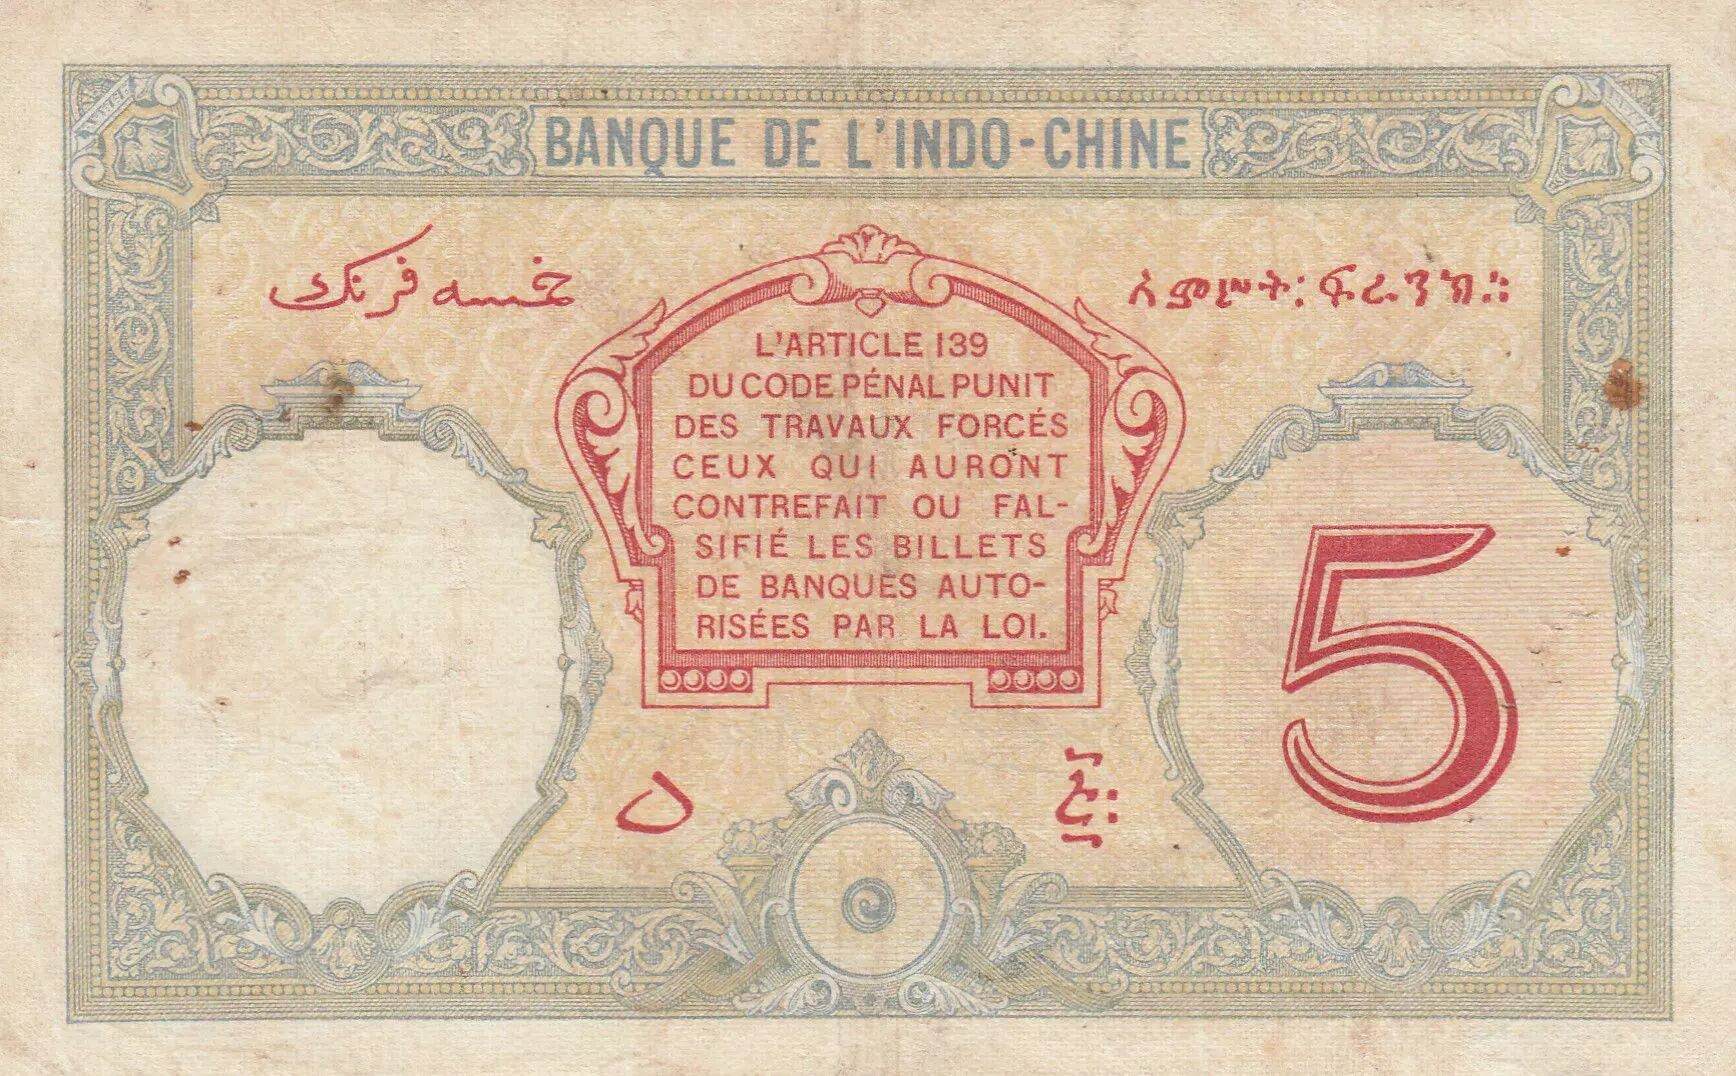 BANQUE DE L'INDO-CHINE
خمسه فرنك
አምሥት፡ ፍራንክ።
L'ARTICLE 139
DU CODE PÉNAL PUNIT
DES TRAVAUX FORCÉS
CEUX QUI AURONT
CONTREFAIT OU FAL-
SIFIÉ LES BILLETS
DE BANQUES AUTO-
RISÉES PAR LA LOI.
5
٥
፭፡